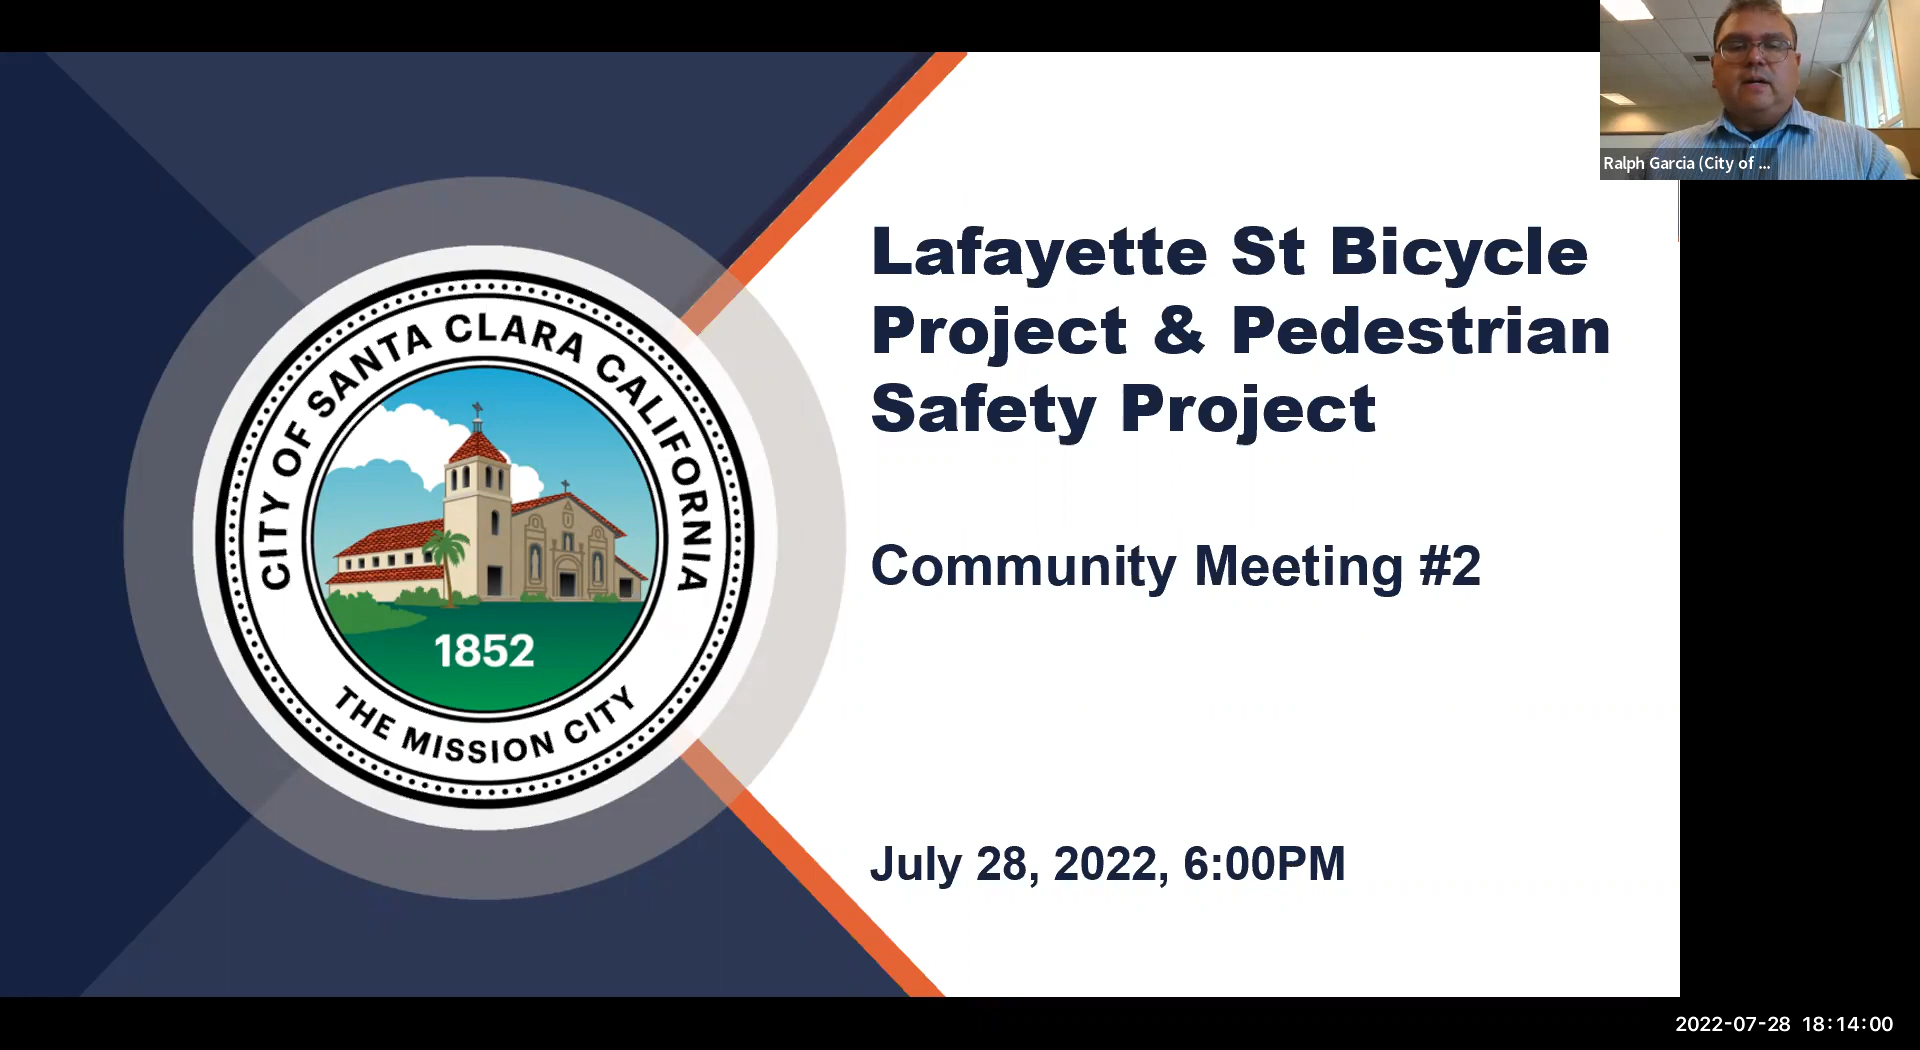 Ralph Garcia (City of ...
Lafayette St Bicycle
Project & Pedestrian
Safety Project
Community Meeting #2
July 28, 2022, 6:00PM
CITY OF SANTA CLARA CALIFORNIA
1852
THE MISSION CITY
2022-07-28 18:14:00